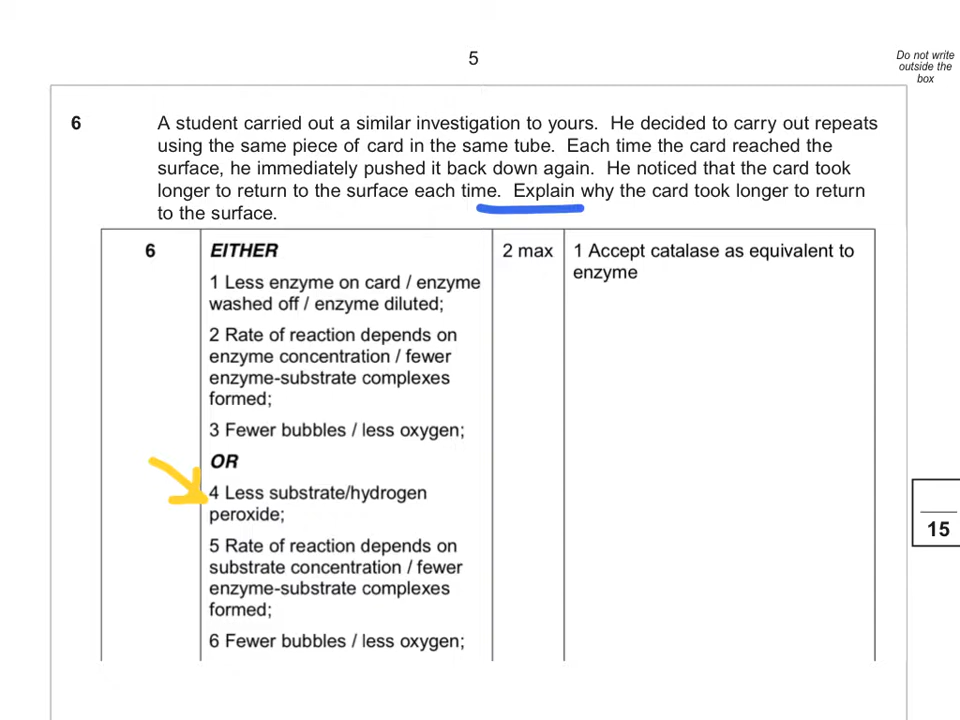 5
Do not write
outside the
box
6 A student carried out a similar investigation to yours. He decided to carry out repeats
using the same piece of card in the same tube. Each time the card reached the
surface, he immediately pushed it back down again. He noticed that the card took
longer to return to the surface each time. Explain why the card took longer to return
to the surface.
6 EITHER 2 max 1 Accept catalase as equivalent to
enzyme
1 Less enzyme on card / enzyme
washed off / enzyme diluted;
2 Rate of reaction depends on
enzyme concentration / fewer
enzyme-substrate complexes
formed;
3 Fewer bubbles / less oxygen;
OR
4 Less substrate/hydrogen
peroxide;
5 Rate of reaction depends on
substrate concentration / fewer
enzyme-substrate complexes
formed;
6 Fewer bubbles / less oxygen;
15